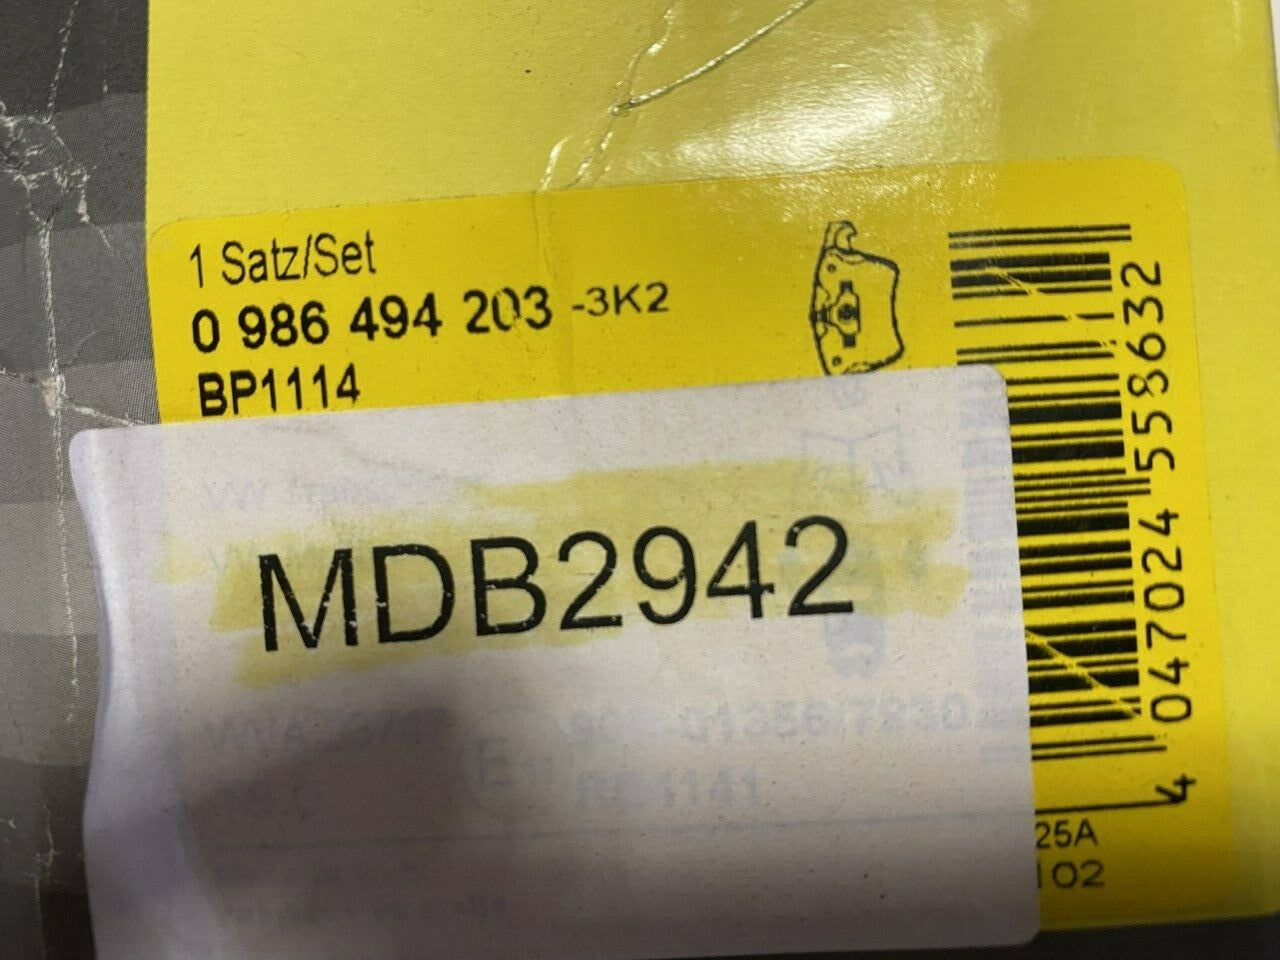 1 Satz/Set
0 986 494 203 -3K2
BP1114
MDB2942
4 047024 558632
25A
102